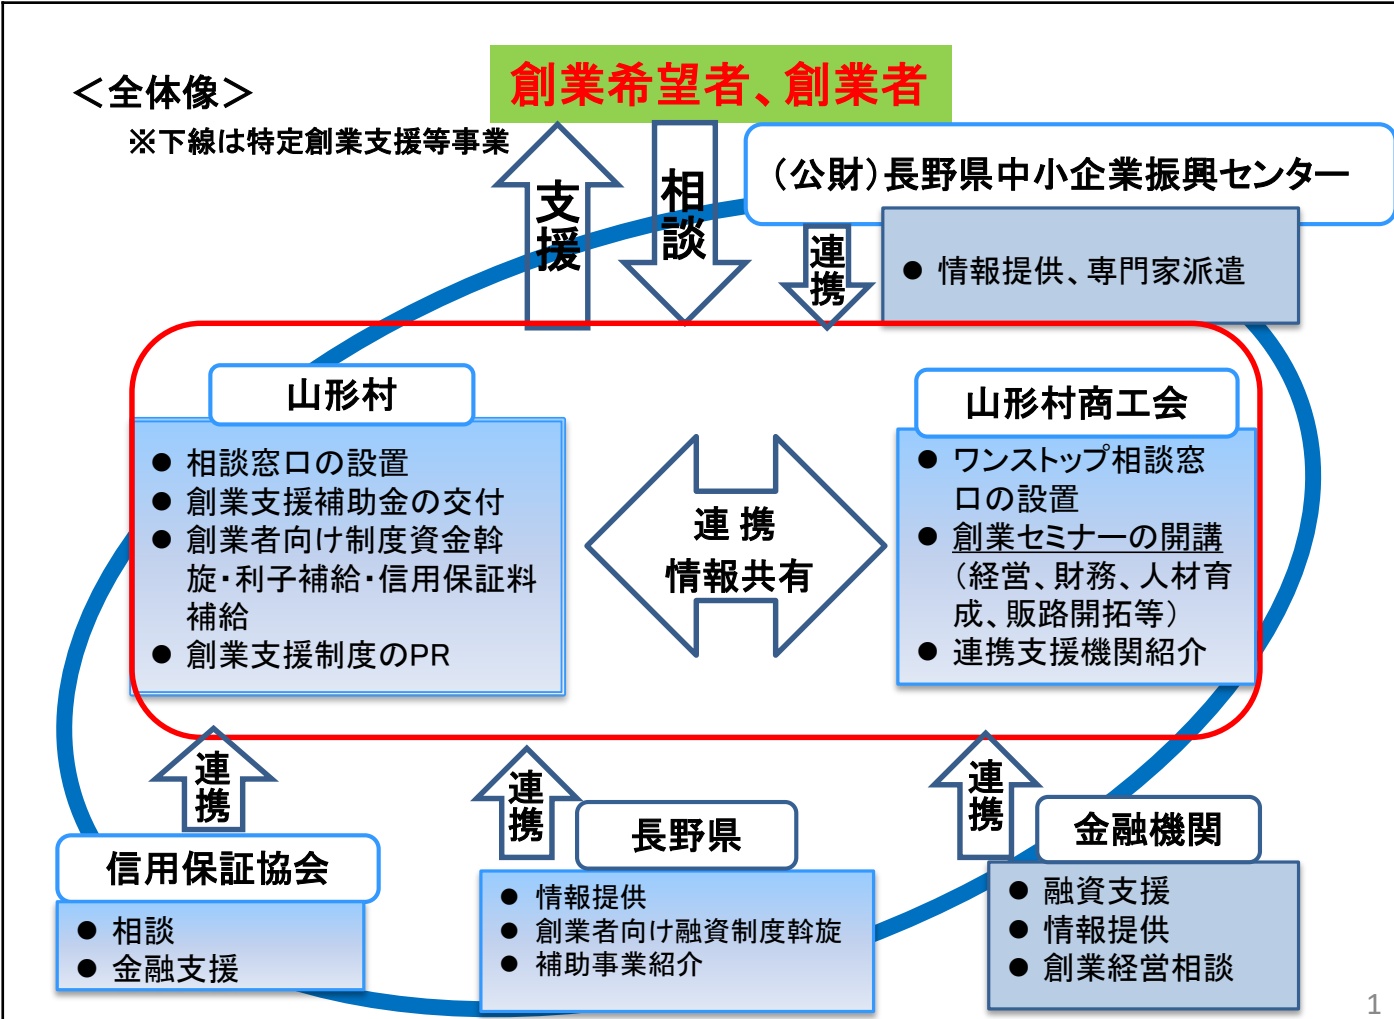 ＜全体像＞
※下線は特定創業支援等事業
創業希望者、創業者
支援
相談
（公財）長野県中小企業振興センター
連携
● 情報提供、専門家派遣
山形村
● 相談窓口の設置
● 創業支援補助金の交付
● 創業者向け制度資金斡
旋・利子補給・信用保証料
補給
● 創業支援制度のPR
連 携
情報共有
山形村商工会
● ワンストップ相談窓
口の設置
● 創業セミナーの開講
（経営、財務、人材育
成、販路開拓等）
● 連携支援機関紹介
連携
信用保証協会
● 相談
● 金融支援
連携
長野県
● 情報提供
● 創業者向け融資制度斡旋
● 補助事業紹介
連携
金融機関
● 融資支援
● 情報提供
● 創業経営相談
1